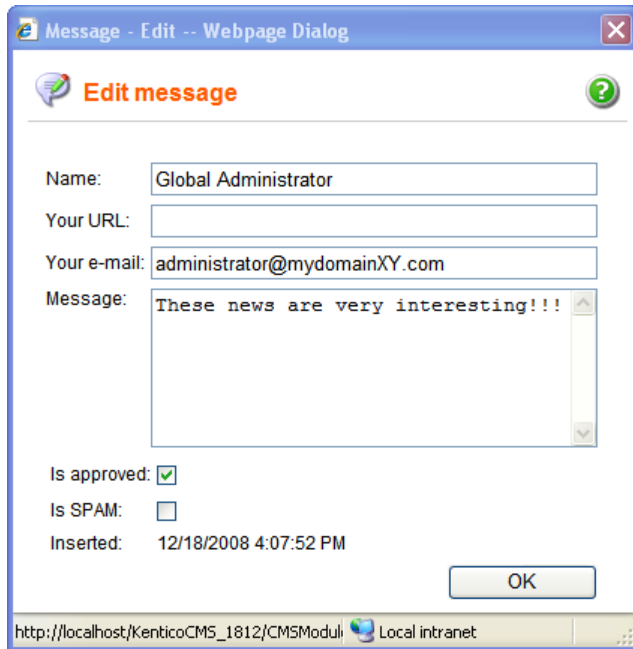 Message - Edit -- Webpage Dialog
Edit message
Name: Global Administrator
Your URL:
Your e-mail: administrator@mydomainXY.com
Message: These news are very interesting!!!
Is approved:
Is SPAM:
Inserted: 12/18/2008 4:07:52 PM
OK
http://localhost/KenticoCMS_1812/CMSModul Local intranet